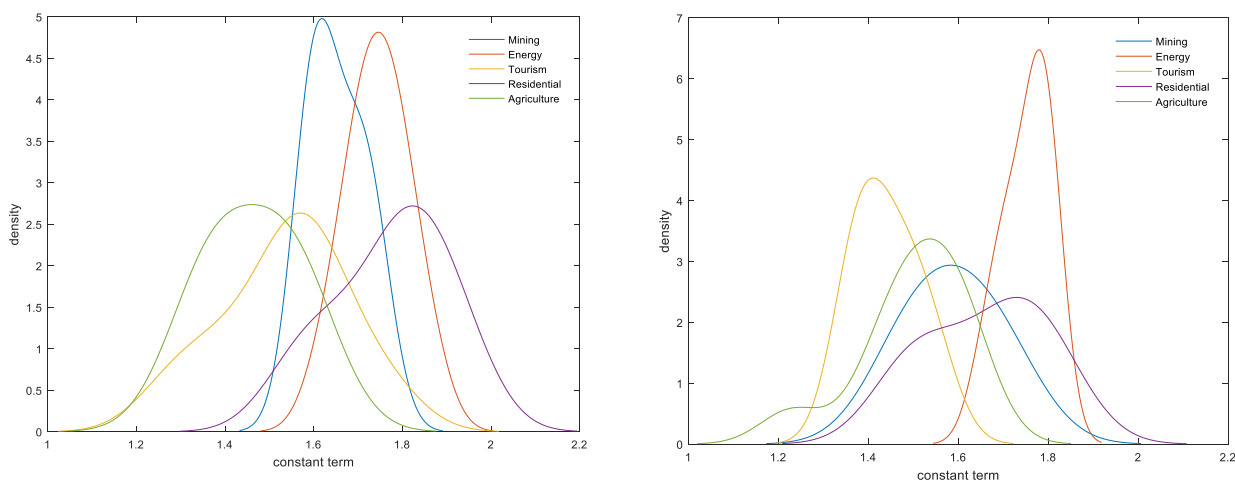 5
4.5
4
3.5
3
2.5
2
1.5
1
0.5
0
1
1.2
1.4
1.6
1.8
2
2.2
density
constant term
Mining
Energy
Tourism
Residential
Agriculture
7
6
5
4
3
2
1
0
1
1.2
1.4
1.6
1.8
2
2.2
density
constant term
Mining
Energy
Tourism
Residential
Agriculture